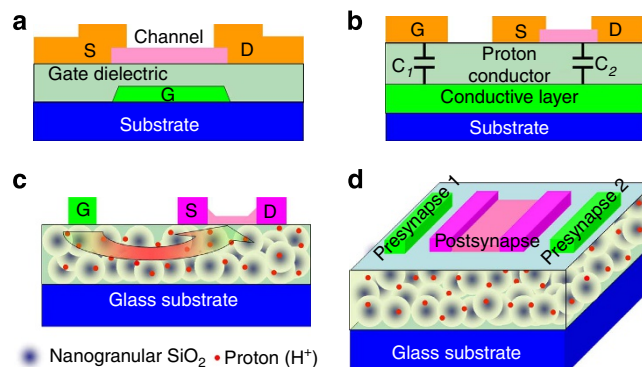 a
Channel
S
D
Gate dielectric
G
Substrate
b
G
S
D
C1
Proton
conductor
C2
Conductive layer
Substrate
c
G
S
D
Glass substrate
Nanogranular SiO2
Proton (H+)
d
Presynapse 1
Postsynapse
Presynapse 2
Glass substrate